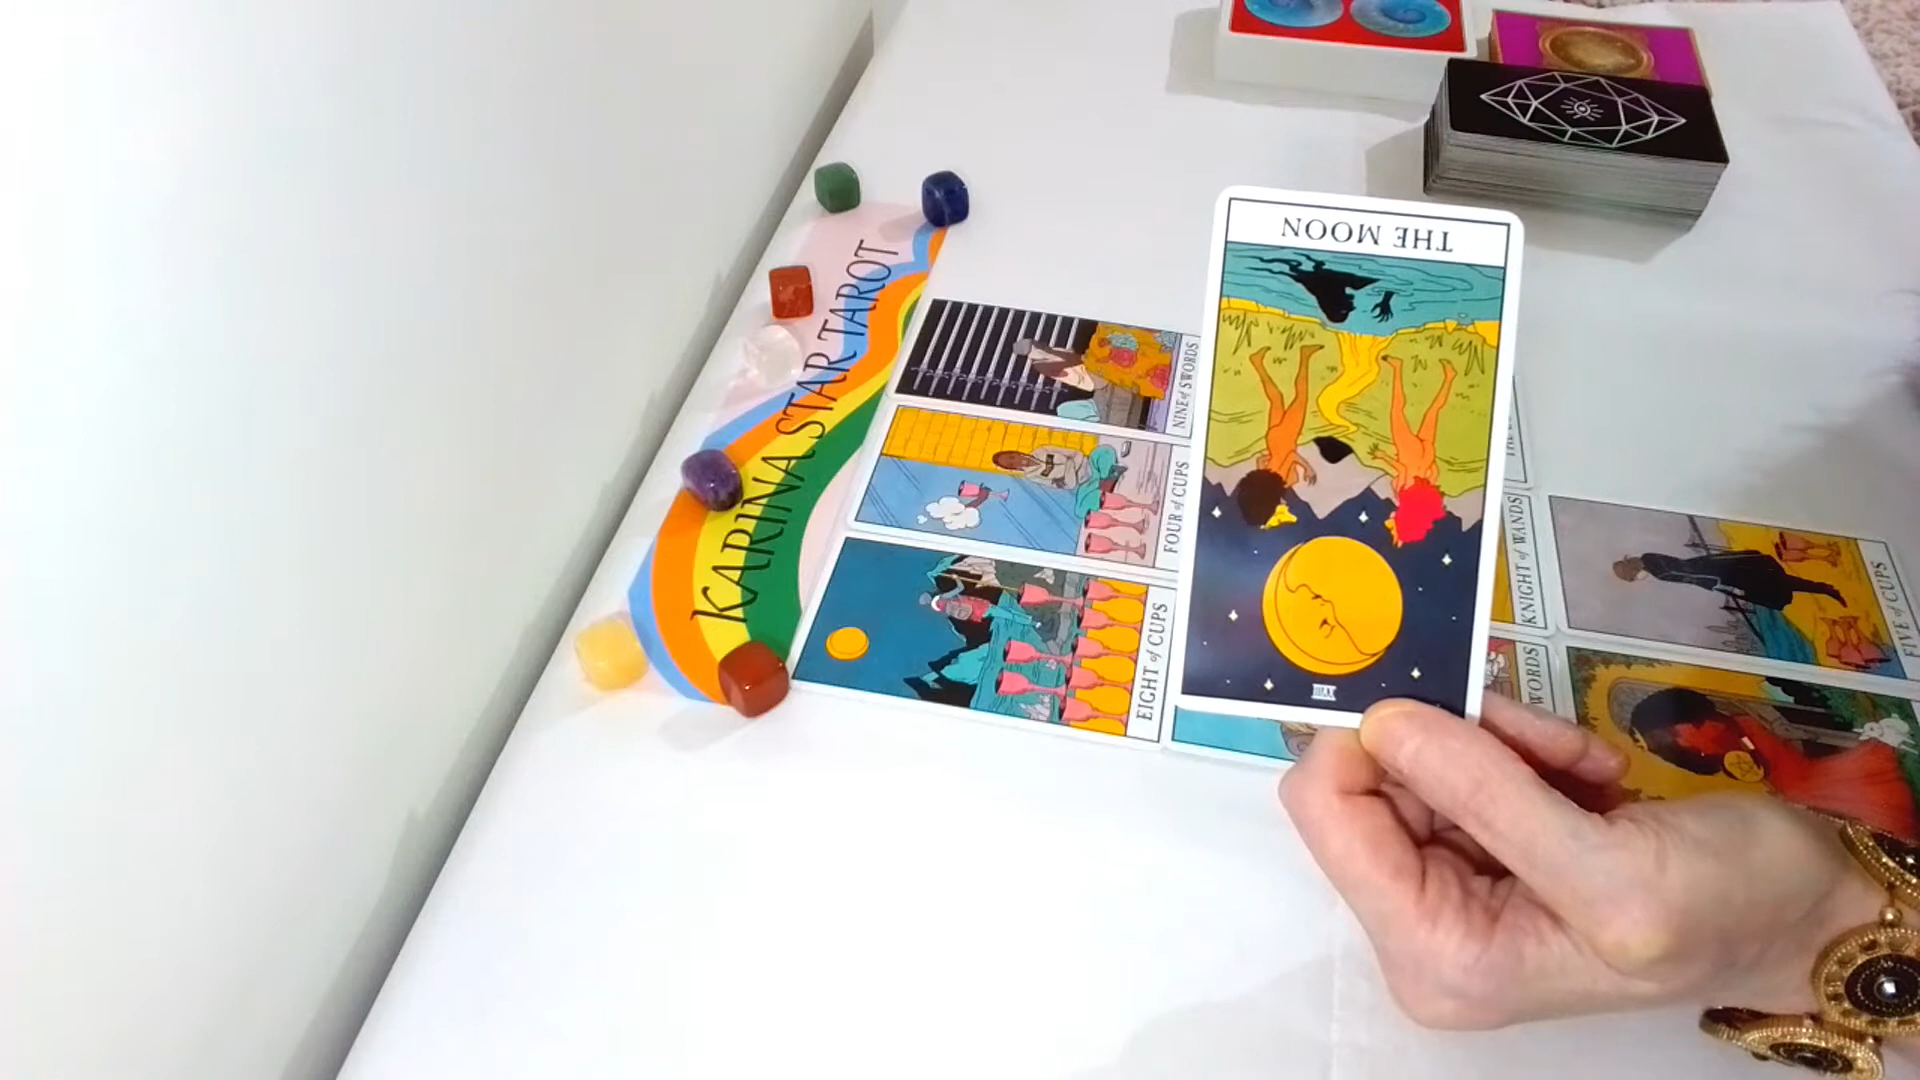 THE MOON
XVIII
KARINA STAR TAROT
NINE of SWORDS
FOUR of CUPS
EIGHT of CUPS
KNIGHT of WANDS
SWORDS
FIVE of CUPS